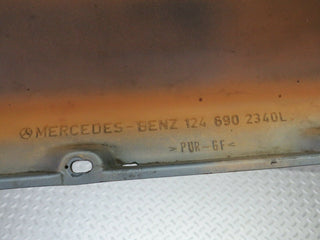 MERCEDES-BENZ 124 690 2340L
>PUR-GF<